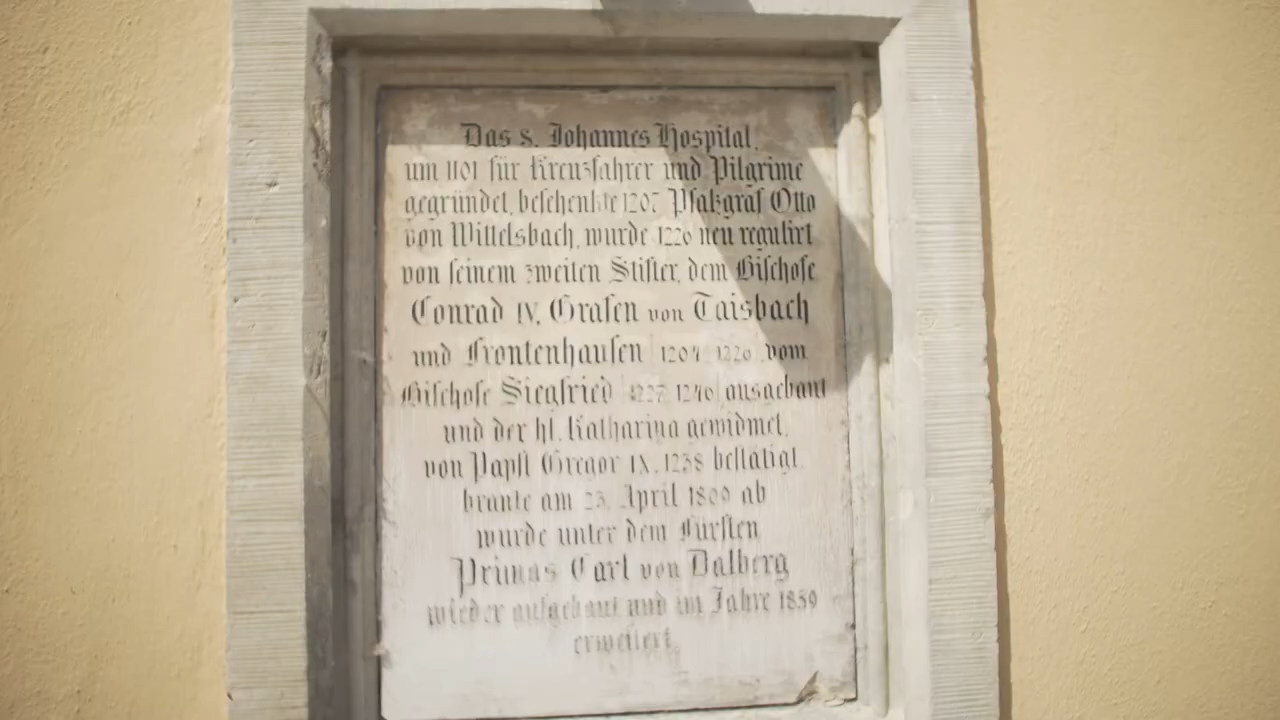 Das S. Johannes Hospital,
um 1101 für Kreuzfahrer und Pilgrime
gegründet, beschenkte 1207 Pfalzgraf Otto
von Wittelsbach, wurde 1226 neu regulirt
von seinem zweiten Stifter, dem Bischofe
Conrad IV, Grafen von Taisbach
und Frontenhausen 1204 1226 vom
Bischofe Siegfried 1227 1246 ausgebaut
und der hl. Katharina gewidmet,
von Papst Gregor IX. 1238 bestätigt,
brante am 23. April 1809 ab
wurde unter dem Fürsten
Primas Carl von Dalberg
wieder aufgebaut und im Jahre 1859
erweitert.